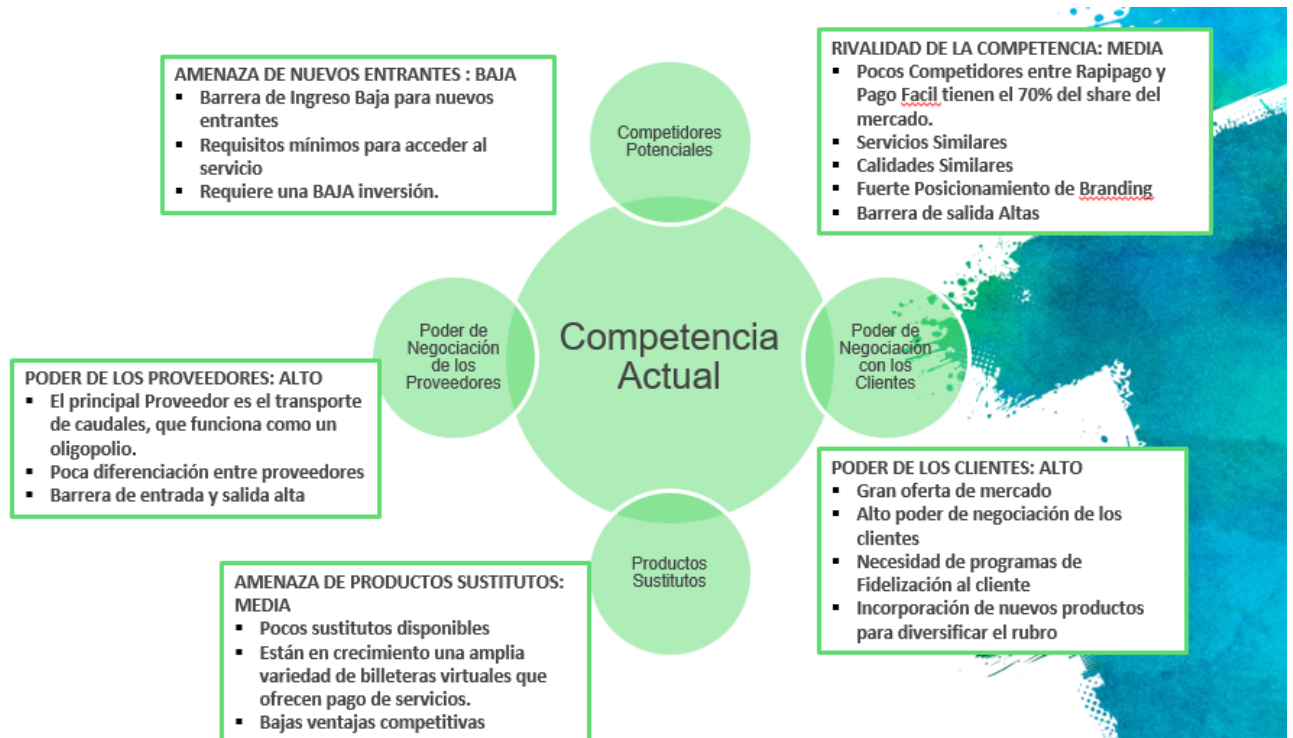 AMENAZA DE NUEVOS ENTRANTES : BAJA
▪ Barrera de Ingreso Baja para nuevos
entrantes
▪ Requisitos mínimos para acceder al
servicio
▪ Requiere una BAJA inversión.
Competidores
Potenciales
RIVALIDAD DE LA COMPETENCIA: MEDIA
▪ Pocos Competidores entre Rapipago y
Pago Facil tienen el 70% del share del
mercado.
▪ Servicios Similares
▪ Calidades Similares
▪ Fuerte Posicionamiento de Branding
▪ Barrera de salida Altas
Poder de
Negociación
de los
Proveedores
Competencia
Actual
Poder de
Negociación
con los
Clientes
PODER DE LOS PROVEEDORES: ALTO
▪ El principal Proveedor es el transporte
de caudales, que funciona como un
oligopolio.
▪ Poca diferenciación entre proveedores
▪ Barrera de entrada y salida alta
PODER DE LOS CLIENTES: ALTO
▪ Gran oferta de mercado
▪ Alto poder de negociación de los
clientes
▪ Necesidad de programas de
Fidelización al cliente
▪ Incorporación de nuevos productos
para diversificar el rubro
Productos
Sustitutos
AMENAZA DE PRODUCTOS SUSTITUTOS:
MEDIA
▪ Pocos sustitutos disponibles
▪ Están en crecimiento una amplia
variedad de billeteras virtuales que
ofrecen pago de servicios.
▪ Bajas ventajas competitivas